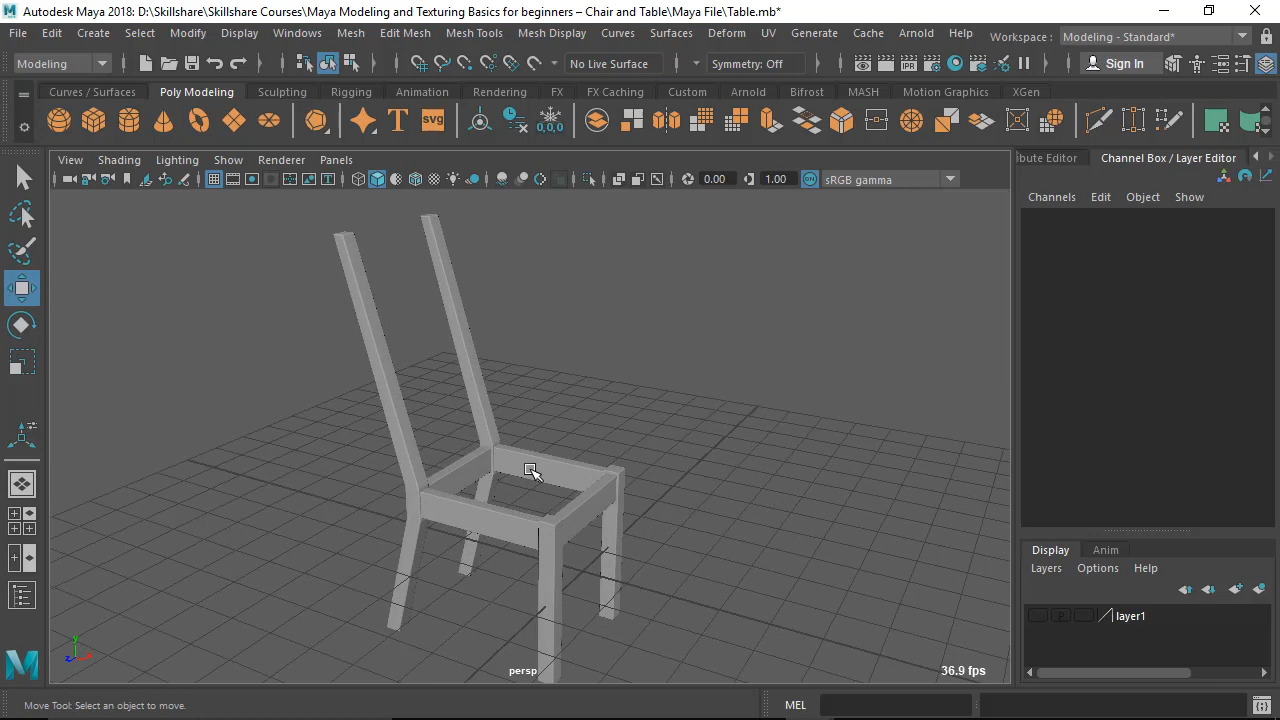 Autodesk Maya 2018: D:\Skillshare\Skillshare Courses\Maya Modeling and Texturing Basics for beginners – Chair and Table\Maya File\Table.mb*
File Edit Create Select Modify Display Windows Mesh Edit Mesh Mesh Tools Mesh Display Curves Surfaces Deform UV Generate Cache Arnold Help Workspace : Modeling - Standard*
Modeling No Live Surface Symmetry: Off Sign In
Curves / Surfaces Poly Modeling Sculpting Rigging Animation Rendering FX FX Caching Custom Arnold Bifrost MASH Motion Graphics XGen
T svg 0,0,0
View Shading Lighting Show Renderer Panels
bute Editor Channel Box / Layer Editor
0.00 1.00 ON sRGB gamma
Channels Edit Object Show
Display Anim
Layers Options Help
P layer1
y
z x
persp
36.9 fps
Move Tool: Select an object to move.
MEL